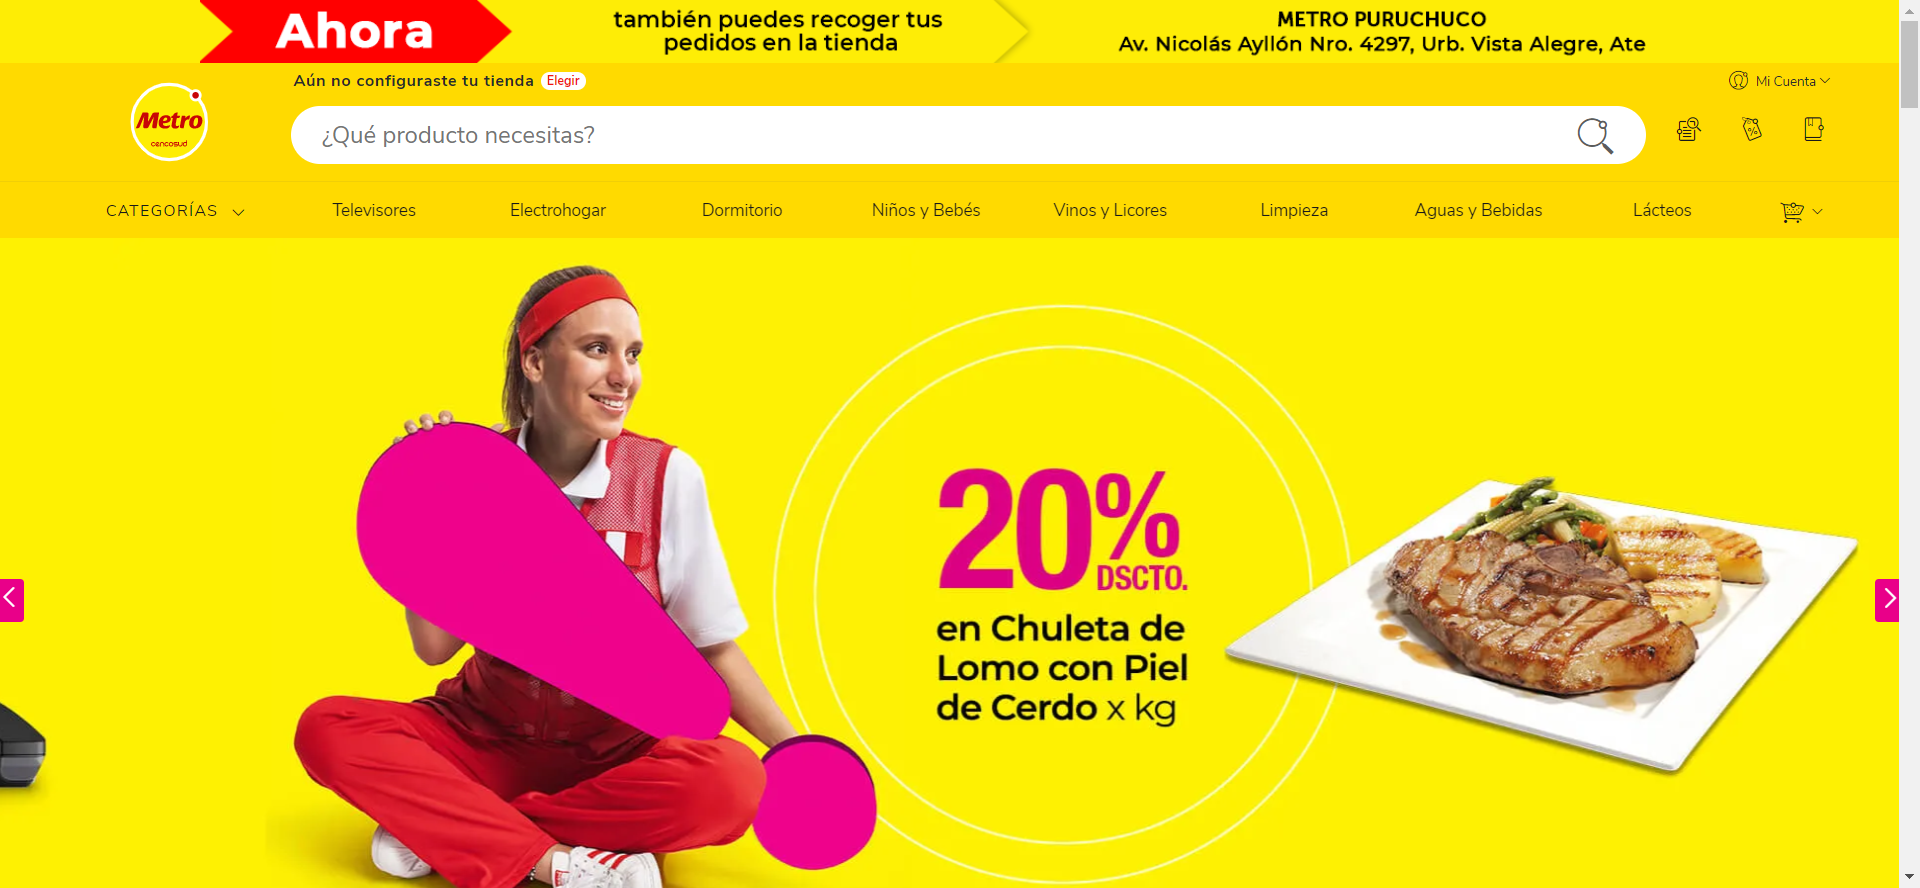 Ahora
también puedes recoger tus
pedidos en la tienda
METRO PURUCHUCO
Av. Nicolás Ayllón Nro. 4297, Urb. Vista Alegre, Ate
Aún no configuraste tu tienda Elegir
Mi Cuenta
Metro
cencosud
¿Qué producto necesitas?
CATEGORÍAS
Televisores
Electrohogar
Dormitorio
Niños y Bebés
Vinos y Licores
Limpieza
Aguas y Bebidas
Lácteos
20%
DSCTO.
en Chuleta de
Lomo con Piel
de Cerdo x kg